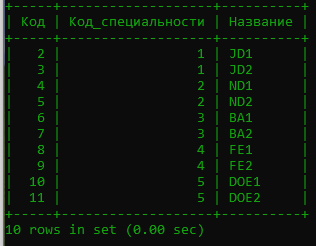 +-----+-------------------+----------+
| Код | Код_специальности | Название |
+-----+-------------------+----------+
| 2 | 1 | JD1 |
| 3 | 1 | JD2 |
| 4 | 2 | ND1 |
| 5 | 2 | ND2 |
| 6 | 3 | BA1 |
| 7 | 3 | BA2 |
| 8 | 4 | FE1 |
| 9 | 4 | FE2 |
| 10 | 5 | DOE1 |
| 11 | 5 | DOE2 |
+-----+-------------------+----------+
10 rows in set (0.00 sec)